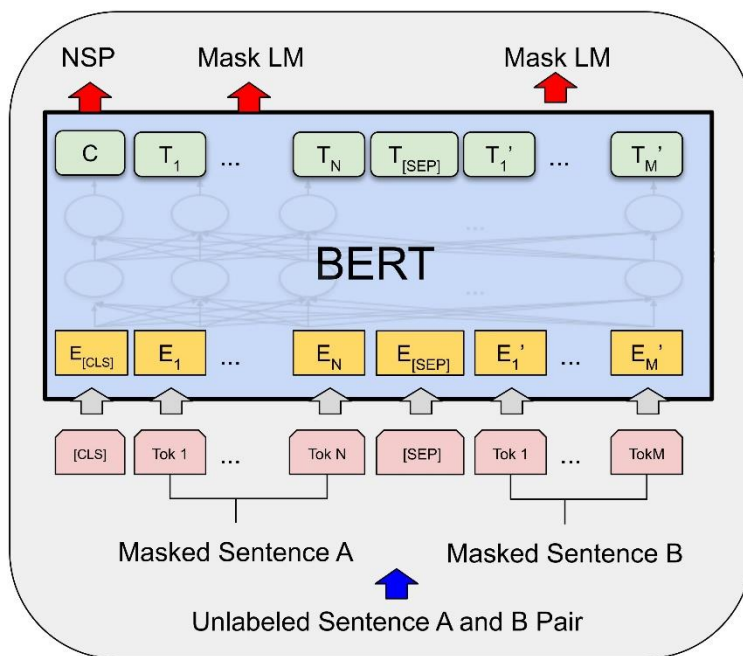 NSP Mask LM Mask LM
C T1 ... TN T[SEP] T1' ... TM'
...
BERT
...
E[CLS] E1 ... EN E[SEP] E1' ... EM'
[CLS] Tok 1 ... Tok N [SEP] Tok 1 ... TokM
Masked Sentence A Masked Sentence B
Unlabeled Sentence A and B Pair